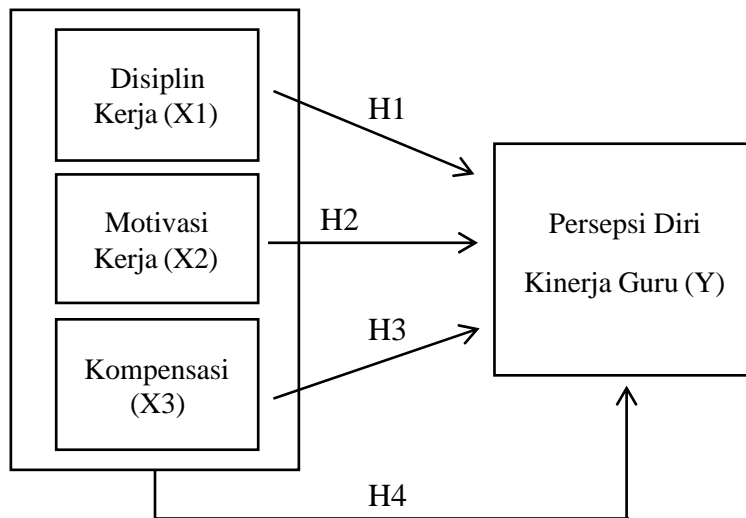 Disiplin
Kerja (X1)
H1
Motivasi
Kerja (X2)
H2
Persepsi Diri
Kinerja Guru (Y)
H3
Kompensasi
(X3)
H4